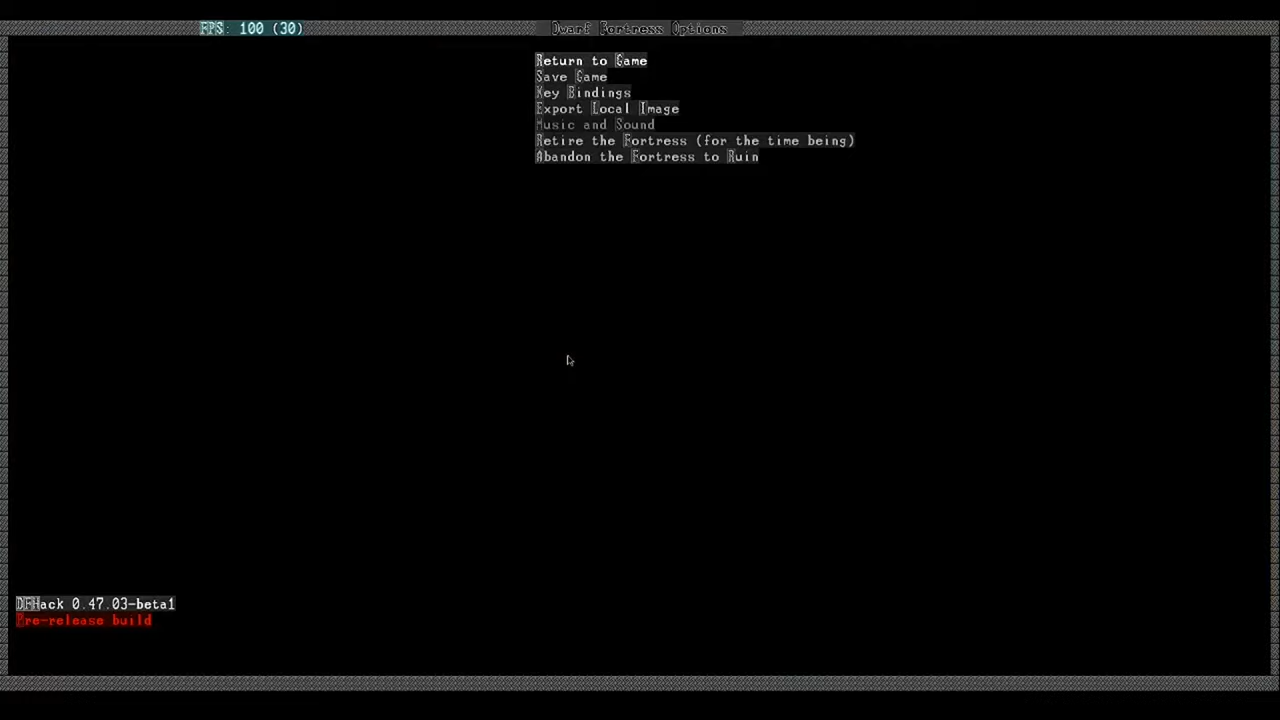 FPS: 100 (30)
Dwarf Fortress Options
Return to Game
Save Game
Key Bindings
Export Local Image
Music and Sound
Retire the Fortress (for the time being)
Abandon the Fortress to Ruin
DFHack 0.47.03-beta1
Pre-release build